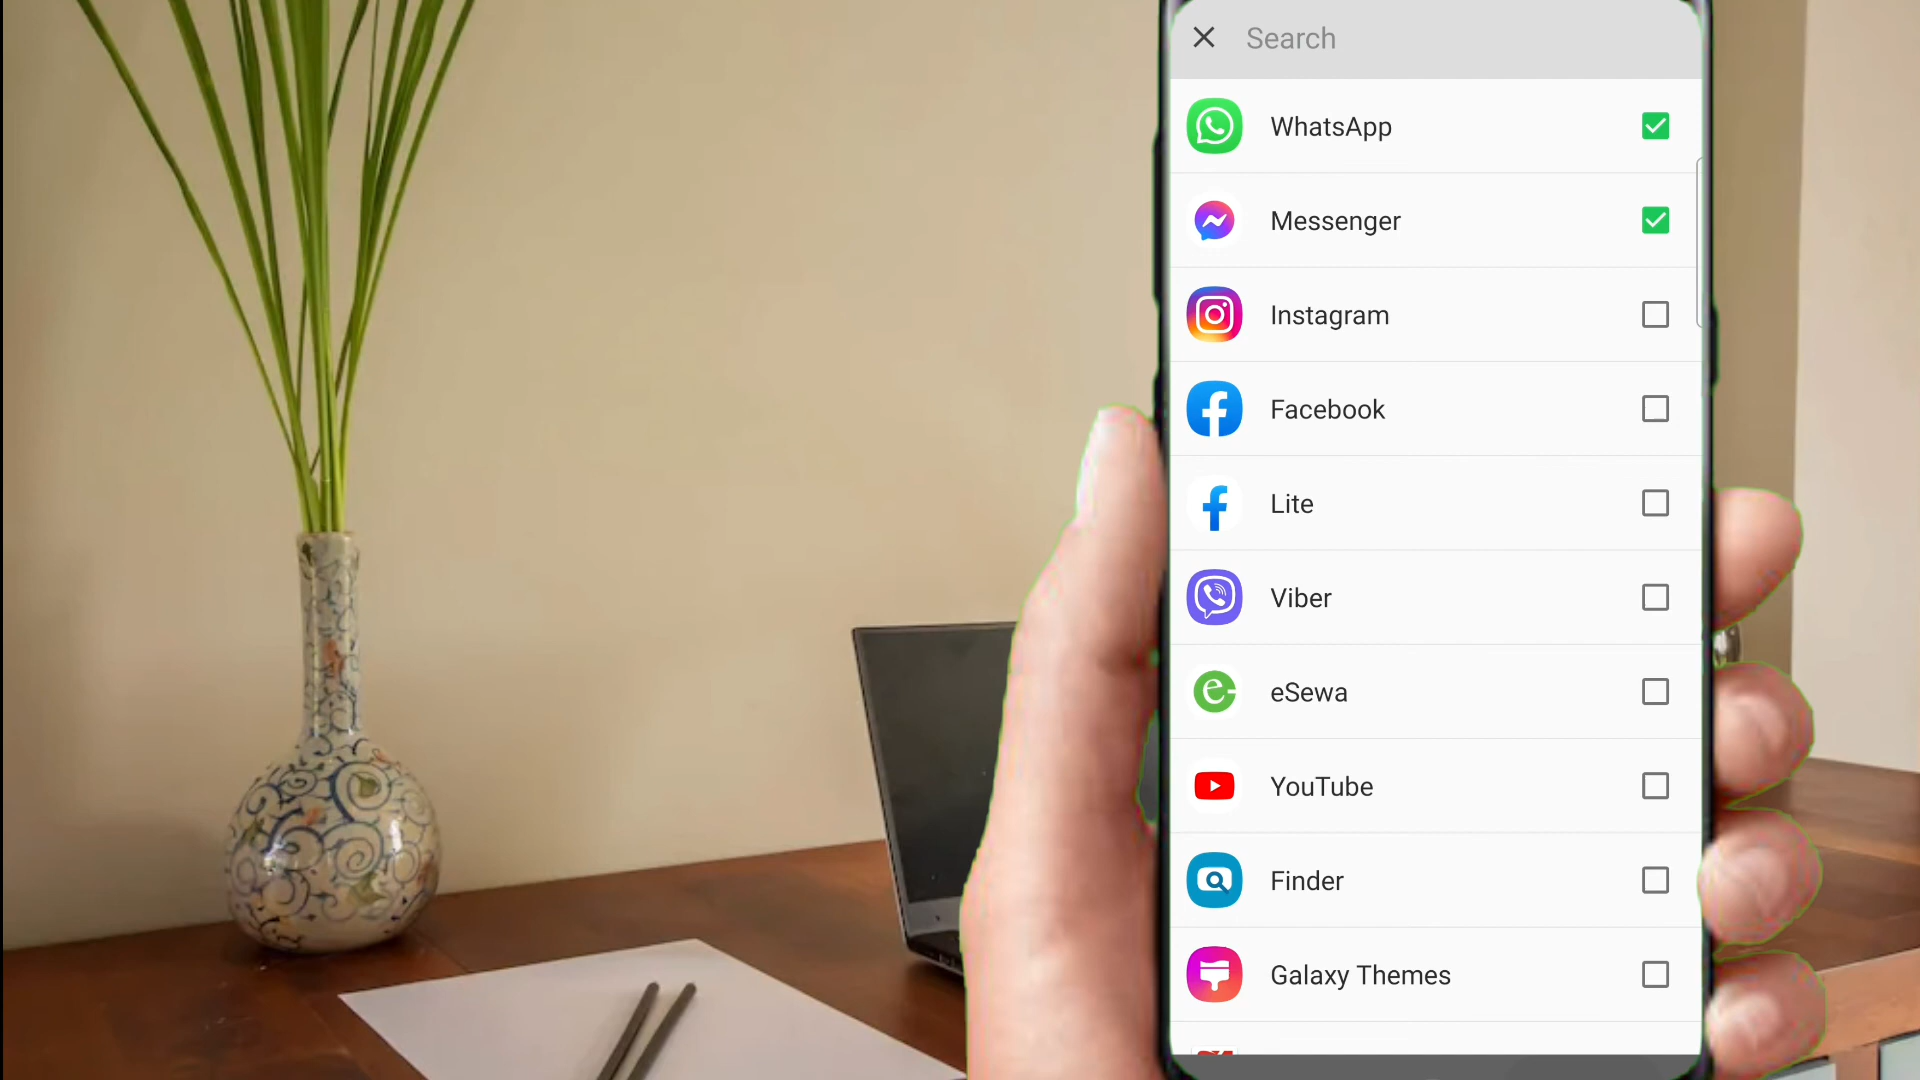 Search
WhatsApp
Messenger
Instagram
Facebook
Lite
Viber
eSewa
YouTube
Finder
Galaxy Themes